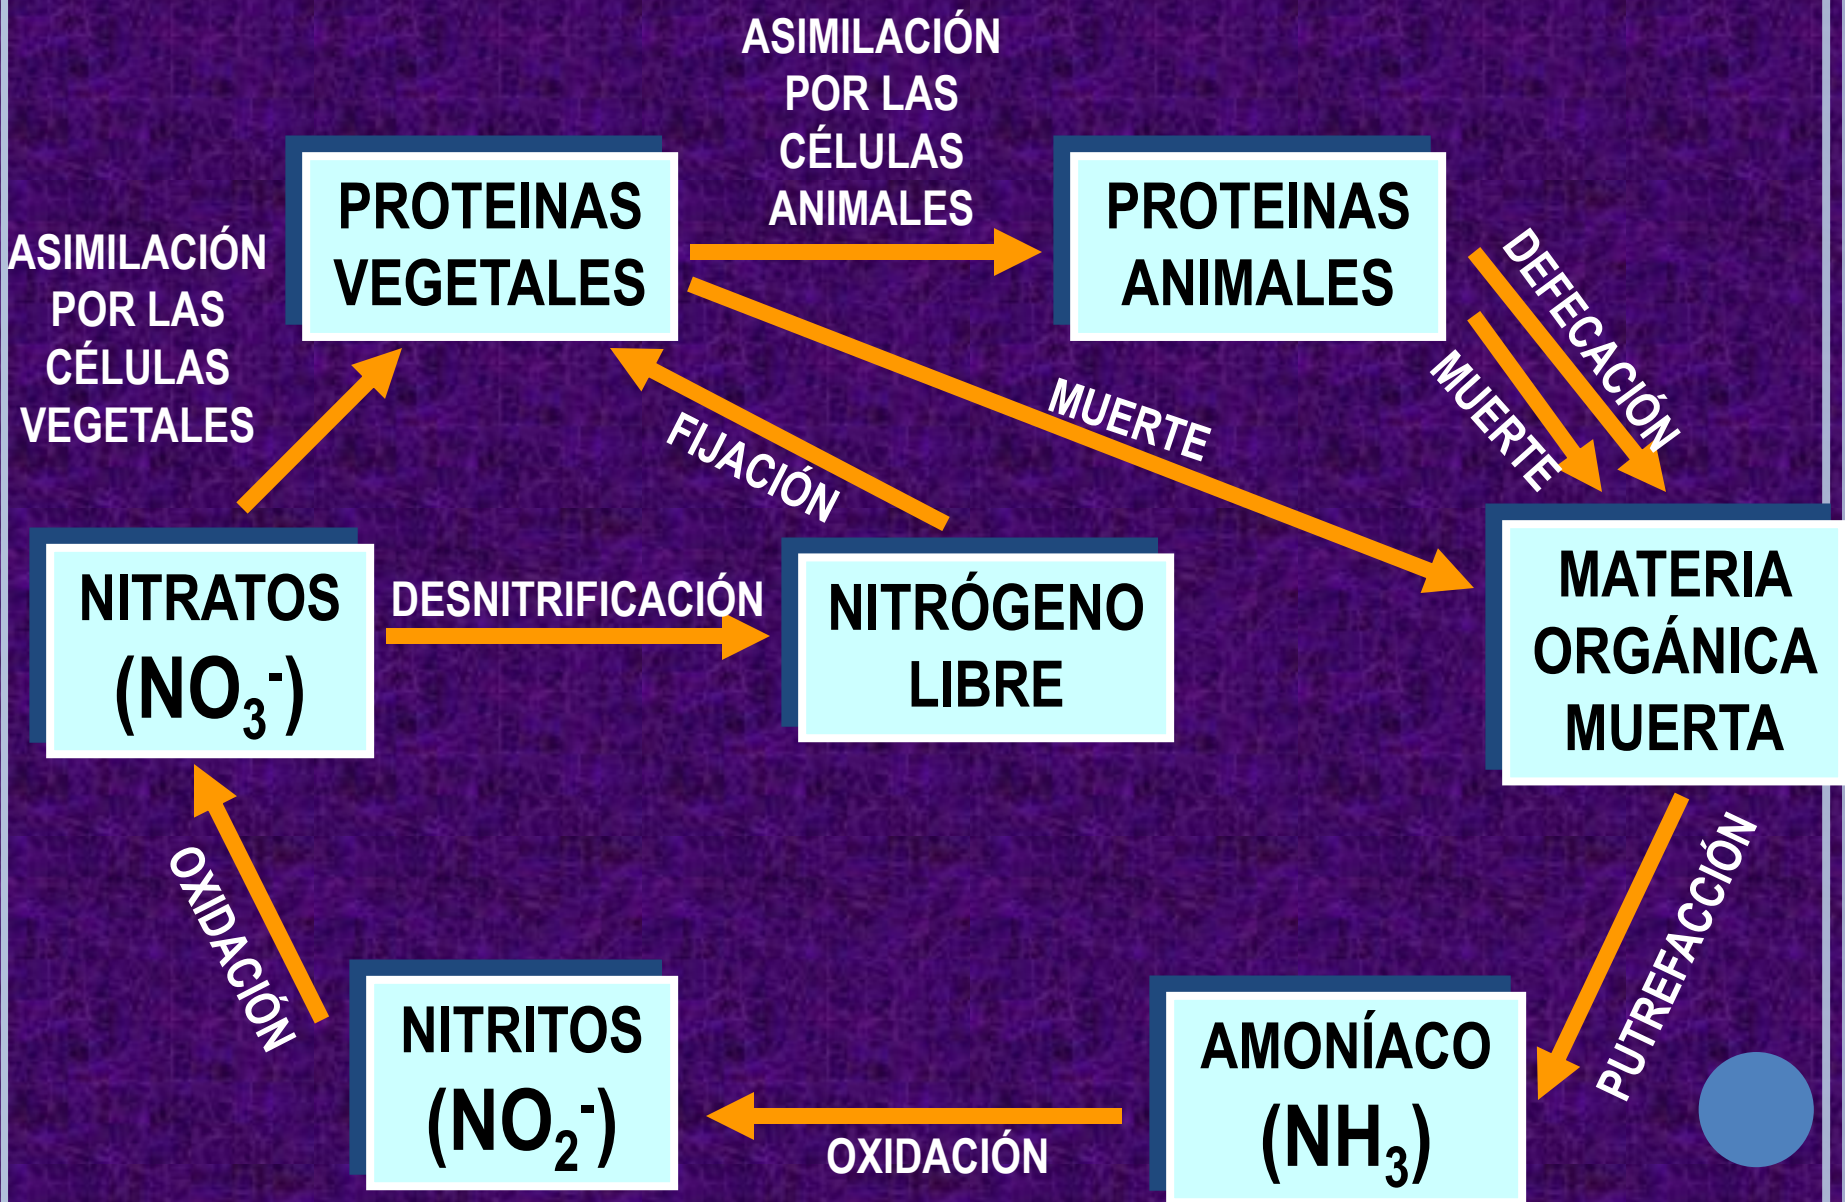 ASIMILACIÓN
POR LAS
CÉLULAS
ANIMALES
PROTEINAS
VEGETALES
PROTEINAS
ANIMALES
ASIMILACIÓN
POR LAS
CÉLULAS
VEGETALES
DEFECACIÓN
MUERTE
MUERTE
FIJACIÓN
NITRATOS
(NO₃⁻)
DESNITRIFICACIÓN
NITRÓGENO
LIBRE
MATERIA
ORGÁNICA
MUERTA
OXIDACIÓN
PUTREFACCIÓN
NITRITOS
(NO₂⁻)
OXIDACIÓN
AMONÍACO
(NH₃)